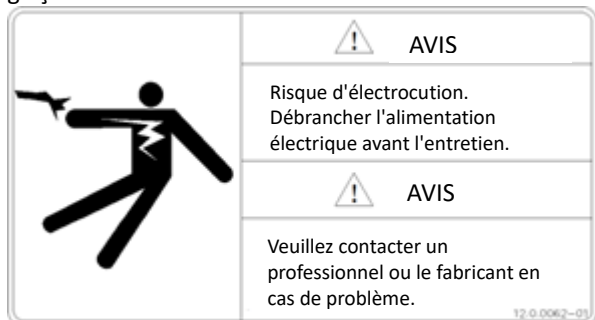 AVIS
Risque d'électrocution.
Débrancher l'alimentation
électrique avant l'entretien.
AVIS
Veuillez contacter un
professionnel ou le fabricant en
cas de problème.
12.0.0062-01